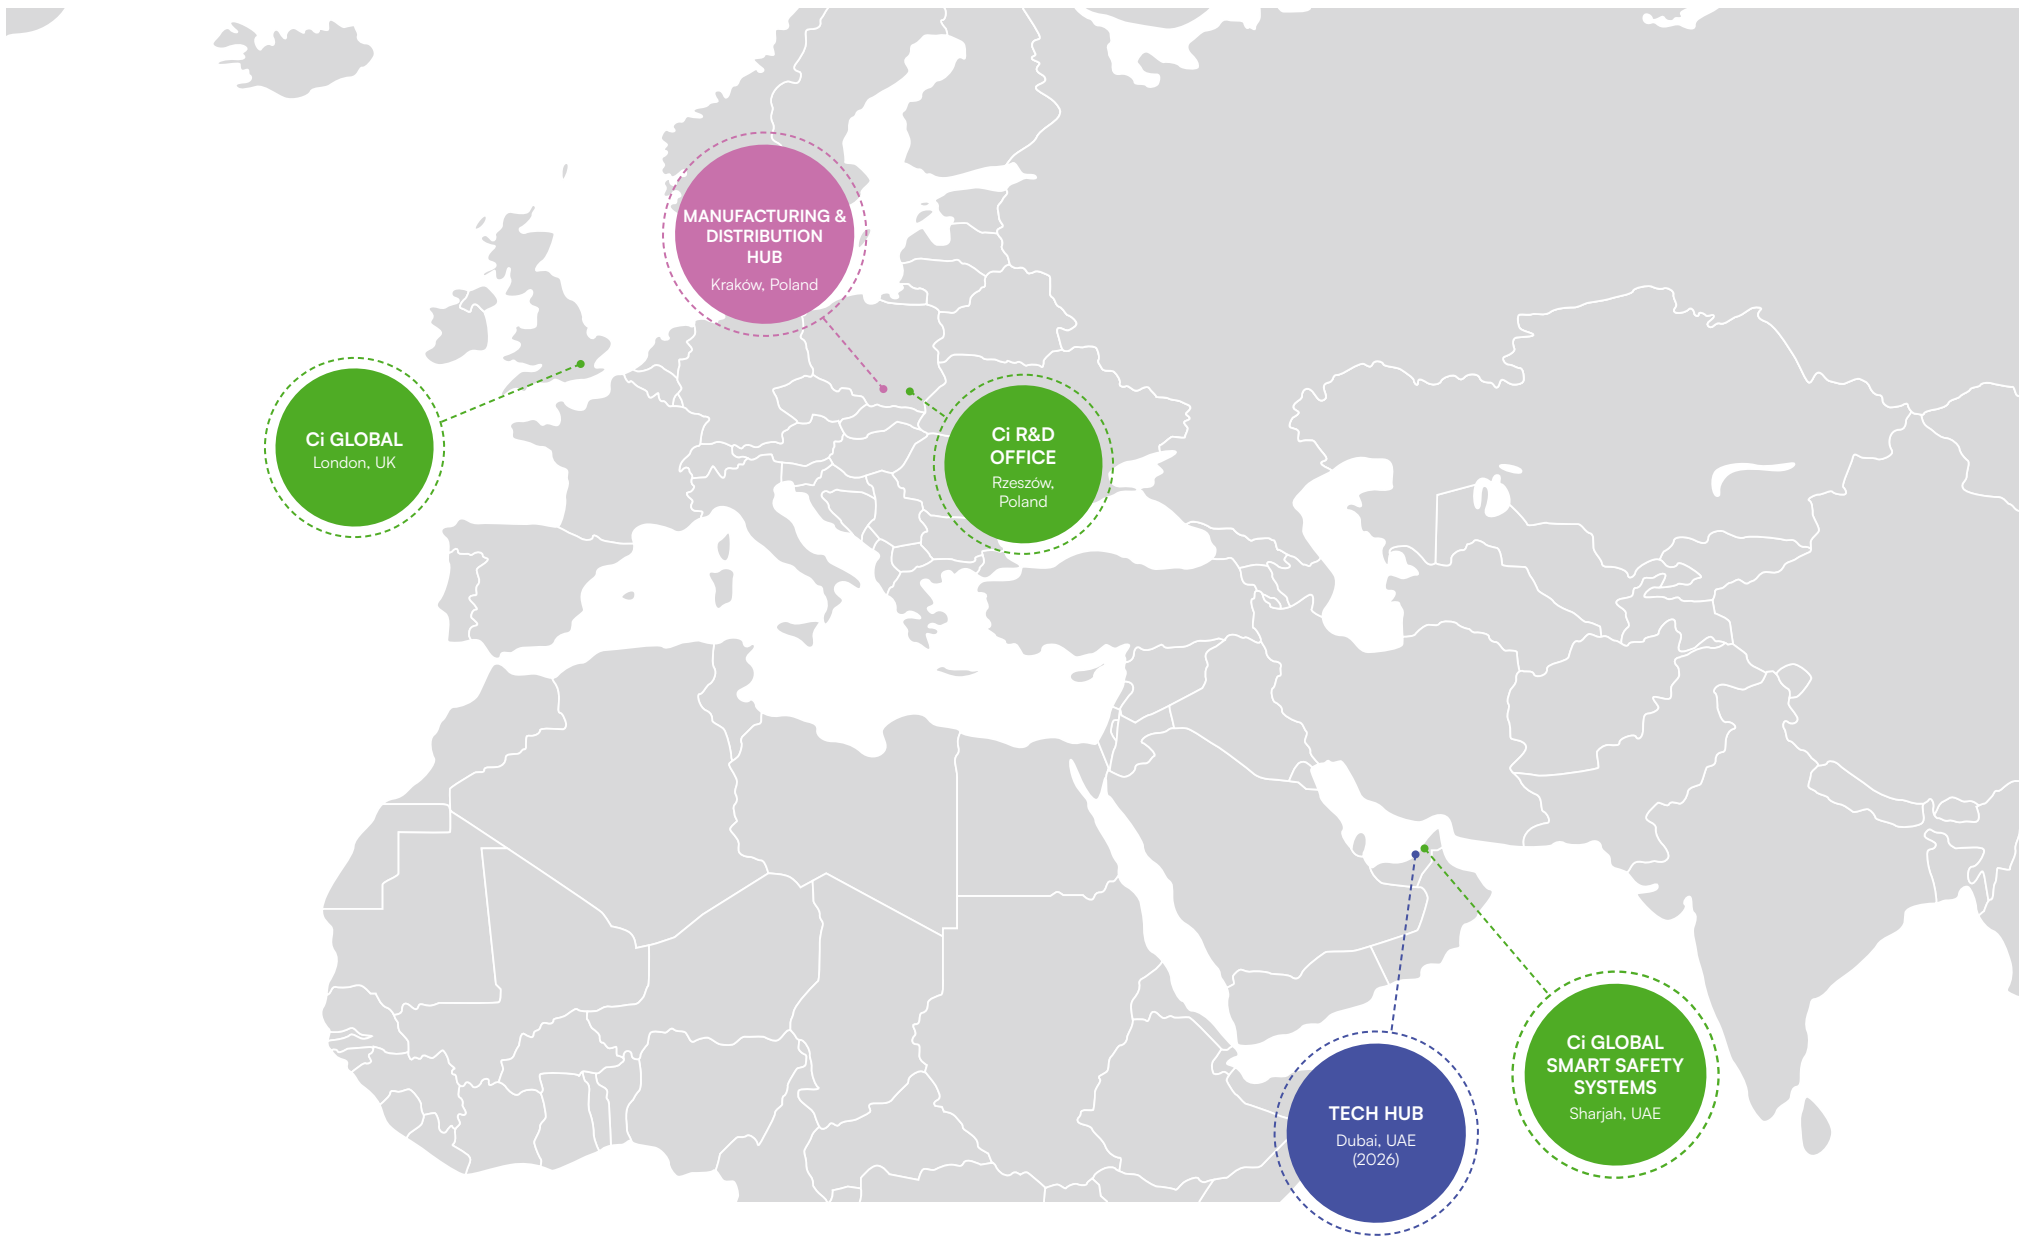 MANUFACTURING &
DISTRIBUTION
HUB
Kraków, Poland
Ci GLOBAL
London, UK
Ci R&D
OFFICE
Rzeszów,
Poland
Ci GLOBAL
SMART SAFETY
SYSTEMS
Sharjah, UAE
TECH HUB
Dubai, UAE
(2026)